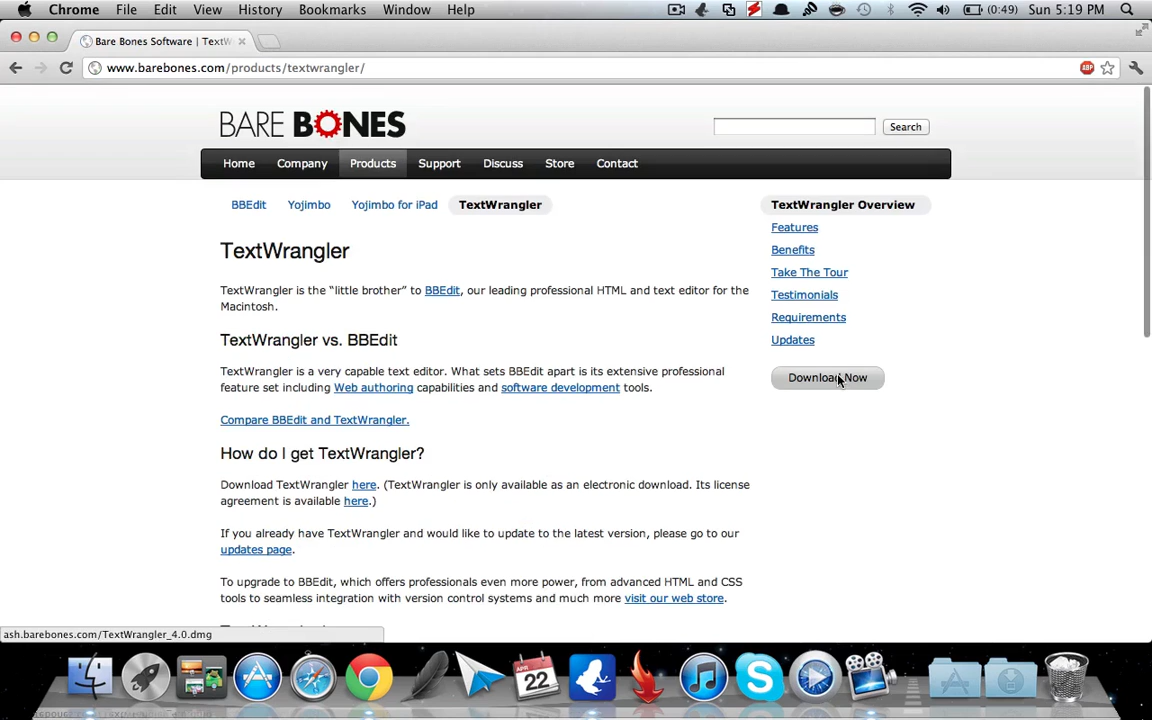 Chrome File Edit View History Bookmarks Window Help (0:49) Sun 5:19 PM
Bare Bones Software | TextW
www.barebones.com/products/textwrangler/ ABP
BARE BONES
Search
Home Company Products Support Discuss Store Contact
BBEdit Yojimbo Yojimbo for iPad TextWrangler
TextWrangler Overview
Features
Benefits
Take The Tour
Testimonials
Requirements
Updates
Download Now
TextWrangler
TextWrangler is the “little brother” to BBEdit, our leading professional HTML and text editor for the
Macintosh.
TextWrangler vs. BBEdit
TextWrangler is a very capable text editor. What sets BBEdit apart is its extensive professional
feature set including Web authoring capabilities and software development tools.
Compare BBEdit and TextWrangler.
How do I get TextWrangler?
Download TextWrangler here. (TextWrangler is only available as an electronic download. Its license
agreement is available here.)
If you already have TextWrangler and would like to update to the latest version, please go to our
updates page.
To upgrade to BBEdit, which offers professionals even more power, from advanced HTML and CSS
tools to seamless integration with version control systems and much more visit our web store.
ash.barebones.com/TextWrangler_4.0.dmg
APR
22